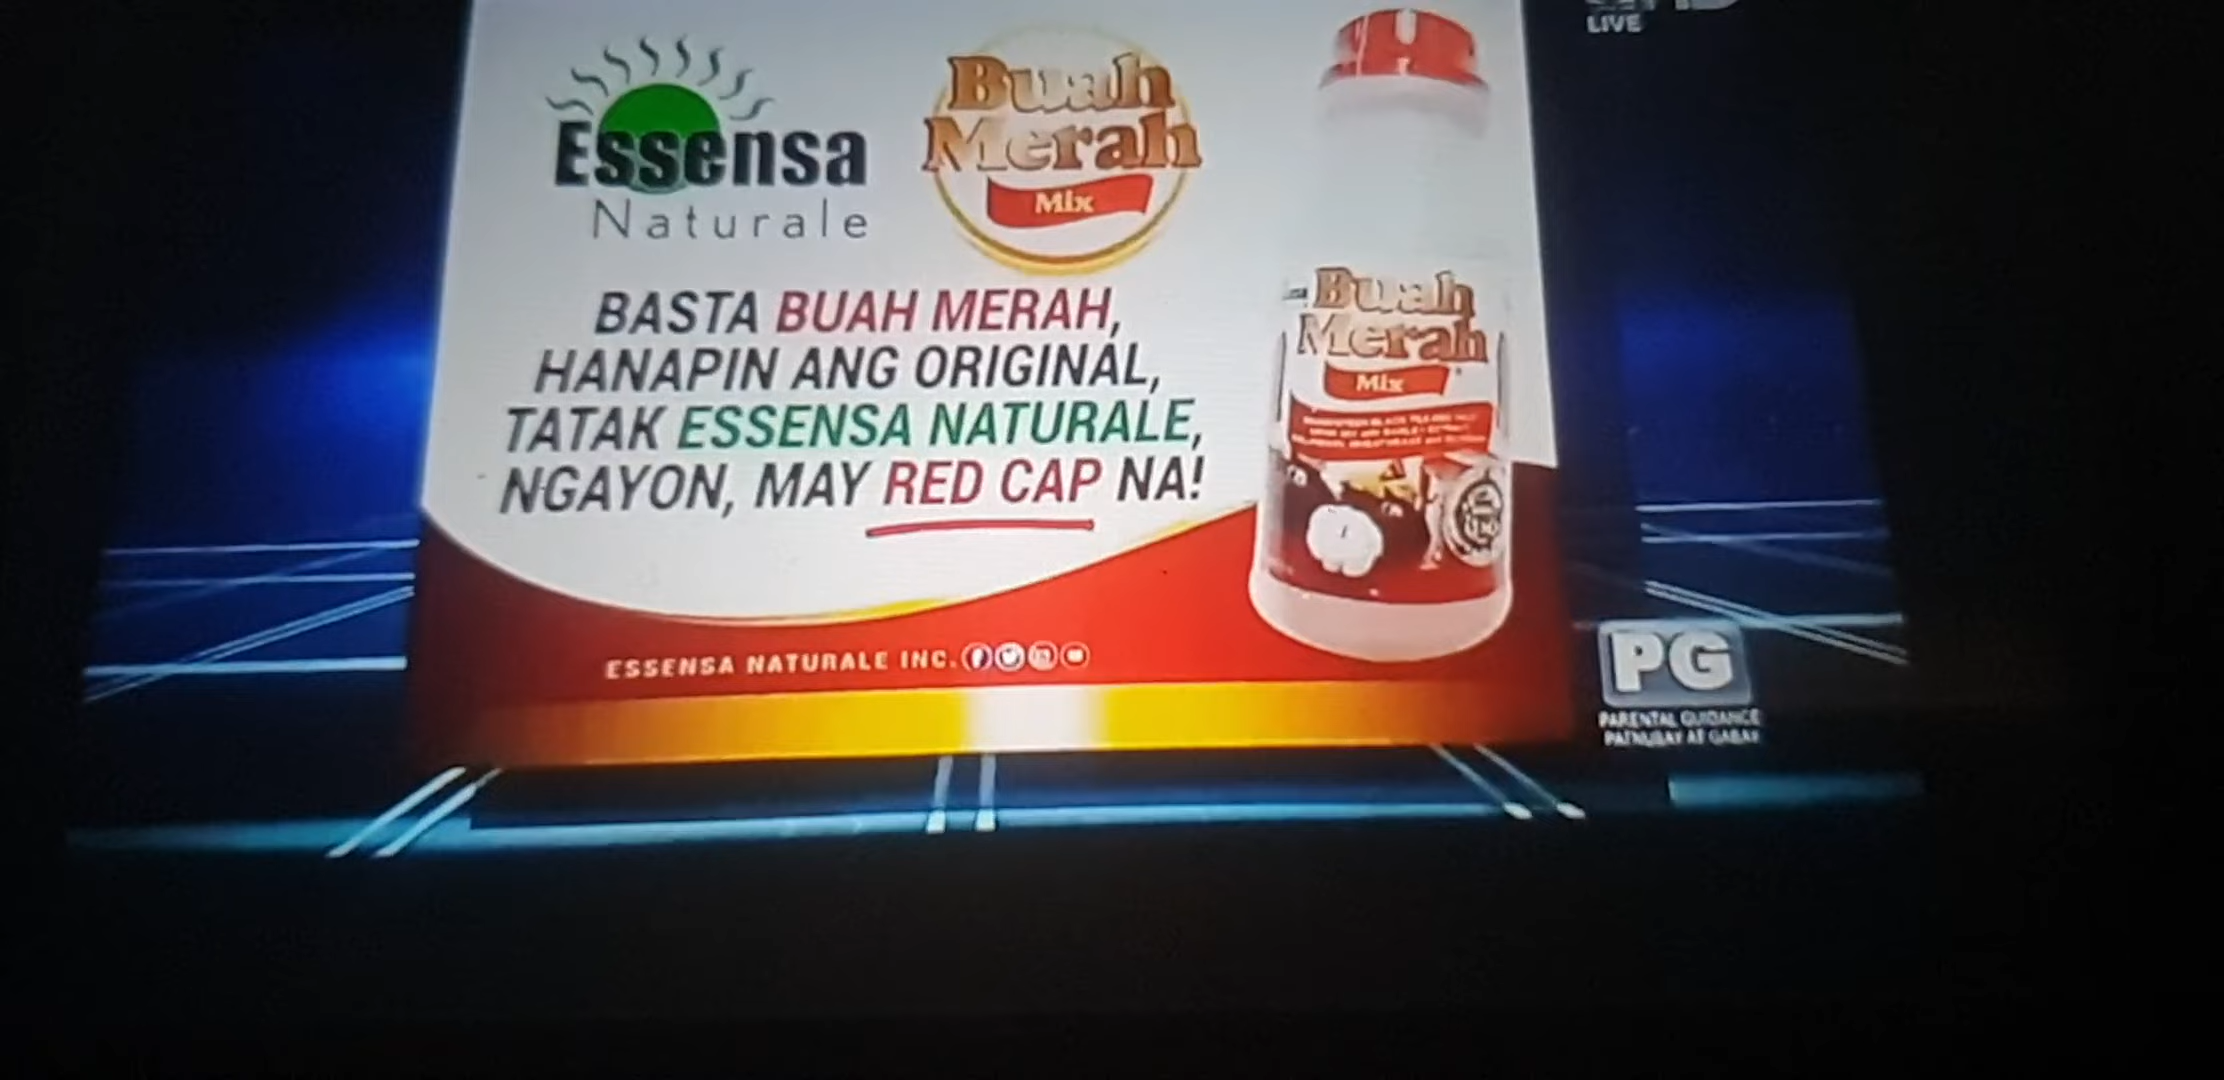 LIVE
Essensa
Naturale
Buah
Merah
Mix
BASTA BUAH MERAH,
HANAPIN ANG ORIGINAL,
TATAK ESSENSA NATURALE,
NGAYON, MAY RED CAP NA!
Buah
Merah
Mix
ESSENSA NATURALE INC.
PG
PARENTAL GUIDANCE
PATNUBAY AT GABAY